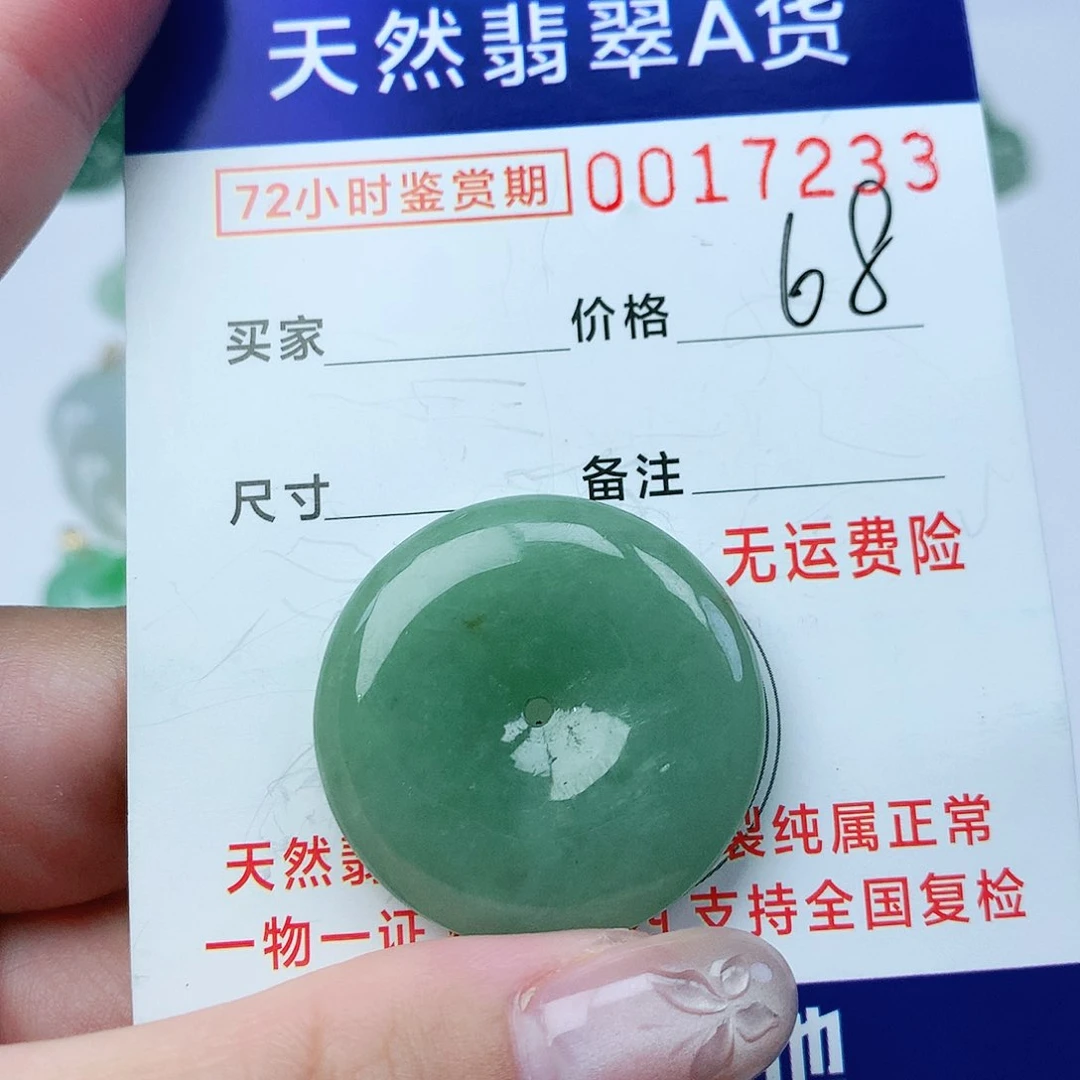 天然翡翠A货
72小时鉴赏期 0017233
买家 价格 68
尺寸 备注
无运费险
天然 裂纯属正常
一物一证 支持全国复检